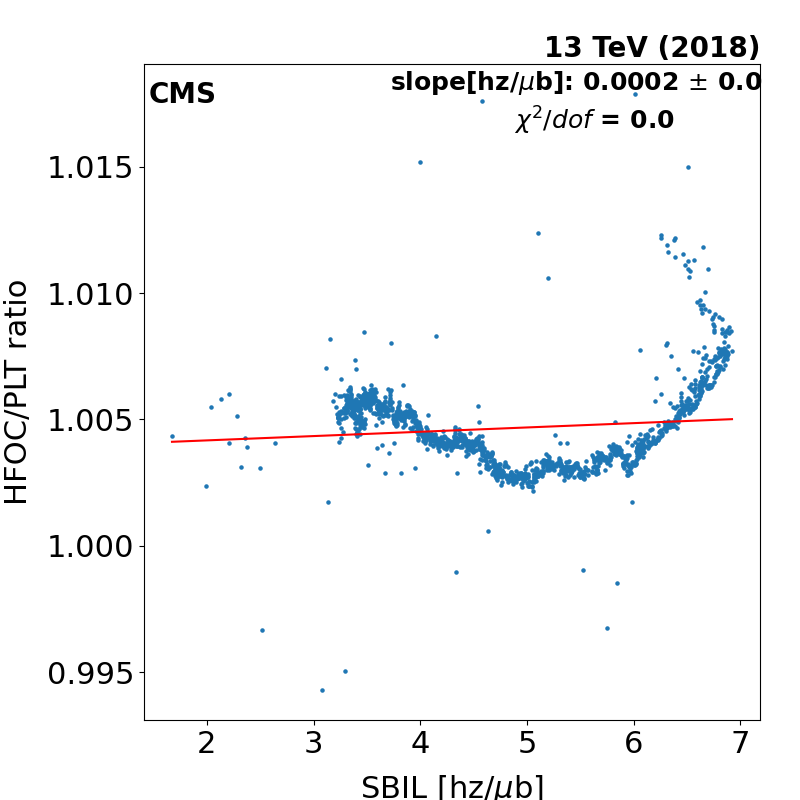 13 TeV (2018)
CMS
slope[hz/μb]: 0.0002 ± 0.0
χ²/dof = 0.0
1.015
1.010
1.005
1.000
0.995
HFOC/PLT ratio
2 3 4 5 6 7
SBIL [hz/μb]